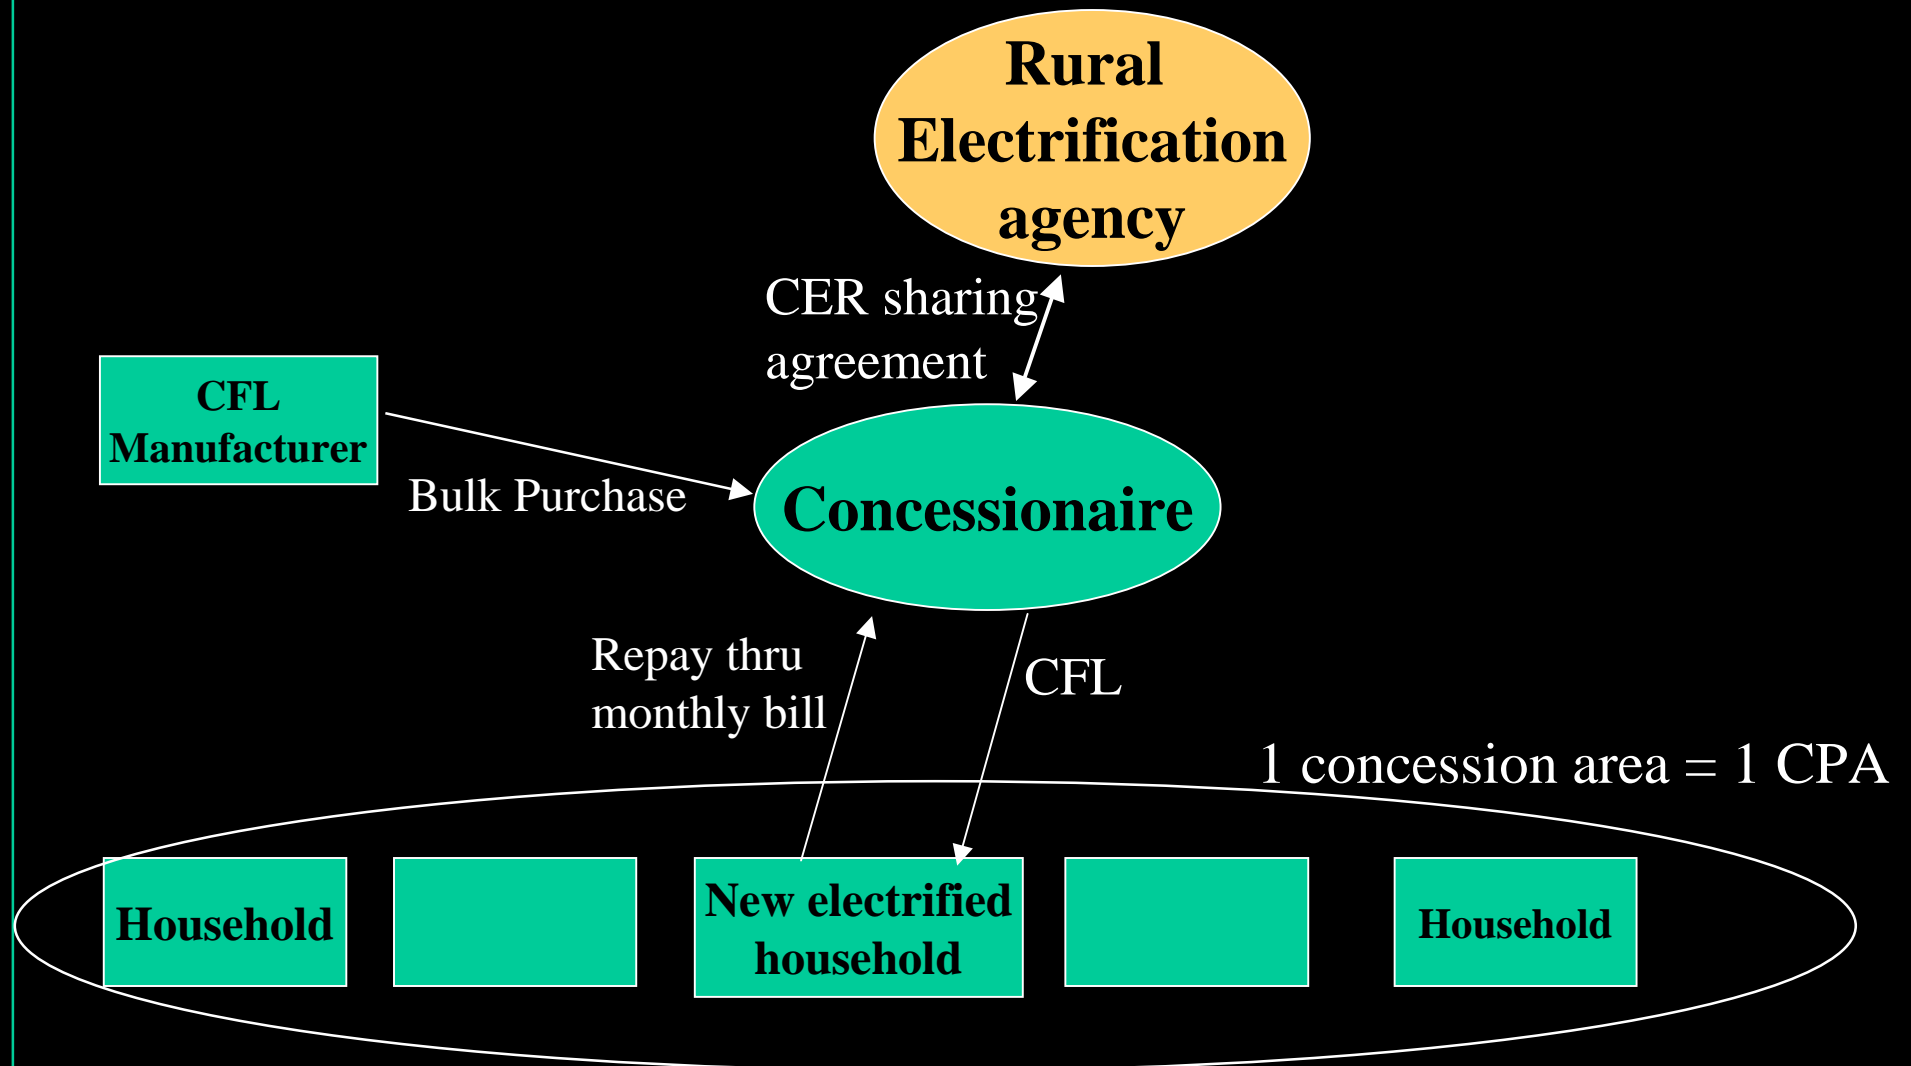 Rural
Electrification
agency
CER sharing
agreement
CFL
Manufacturer
Bulk Purchase
Concessionaire
Repay thru
monthly bill
CFL
1 concession area = 1 CPA
Household
New electrified
household
Household